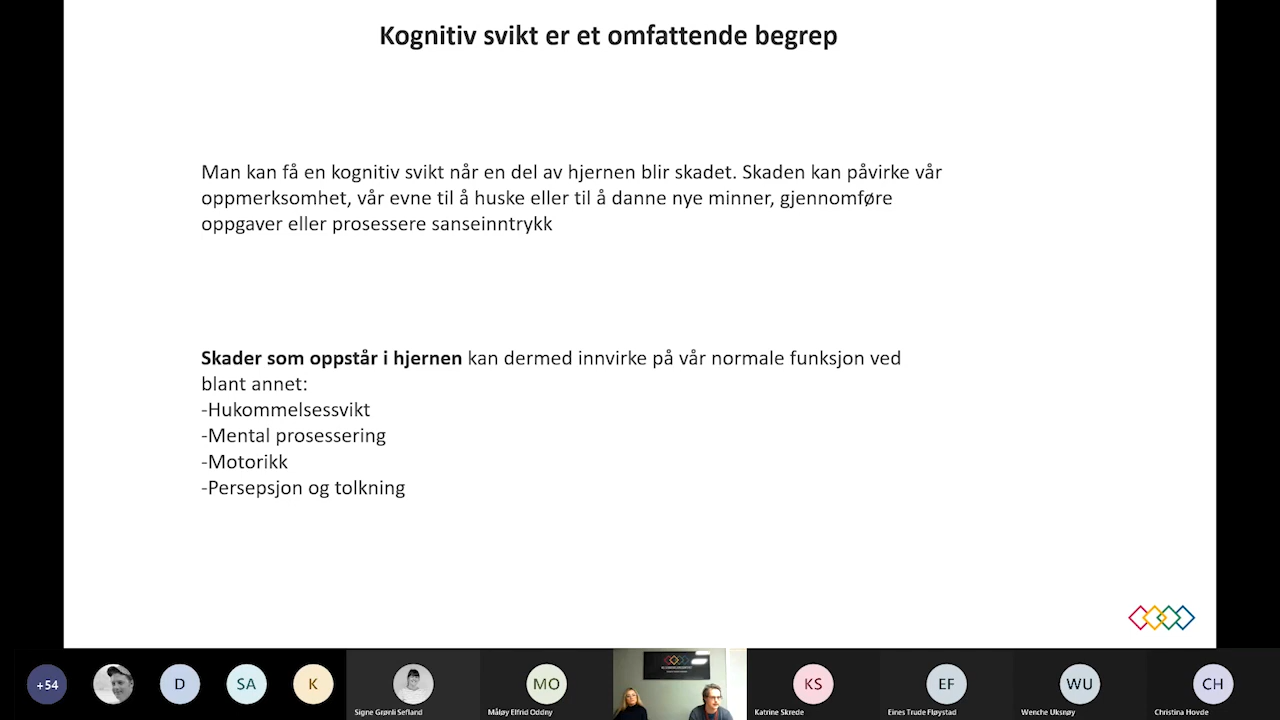 Kognitiv svikt er et omfattende begrep
Man kan få en kognitiv svikt når en del av hjernen blir skadet. Skaden kan påvirke vår
oppmerksomhet, vår evne til å huske eller til å danne nye minner, gjennomføre
oppgaver eller prosessere sanseinntrykk
Skader som oppstår i hjernen kan dermed innvirke på vår normale funksjon ved
blant annet:
-Hukommelsessvikt
-Mental prosessering
-Motorikk
-Persepsjon og tolkning
+54
D
SA
K
Signe Grønli Sefland
MO
Måløy Elfrid Oddny
KS
Katrine Skrede
EF
Eines Trude Fløystad
WU
Wenche Uksnøy
CH
Christina Hovde